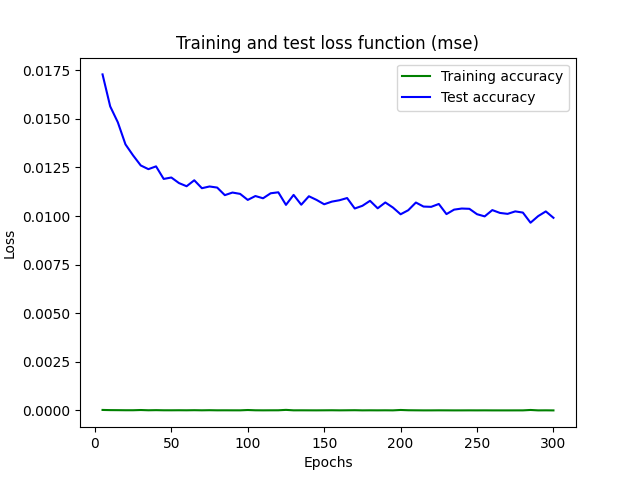 Training and test loss function (mse)
Training accuracy
Test accuracy
0.0175
0.0150
0.0125
0.0100
0.0075
0.0050
0.0025
0.0000
Loss
0 50 100 150 200 250 300
Epochs